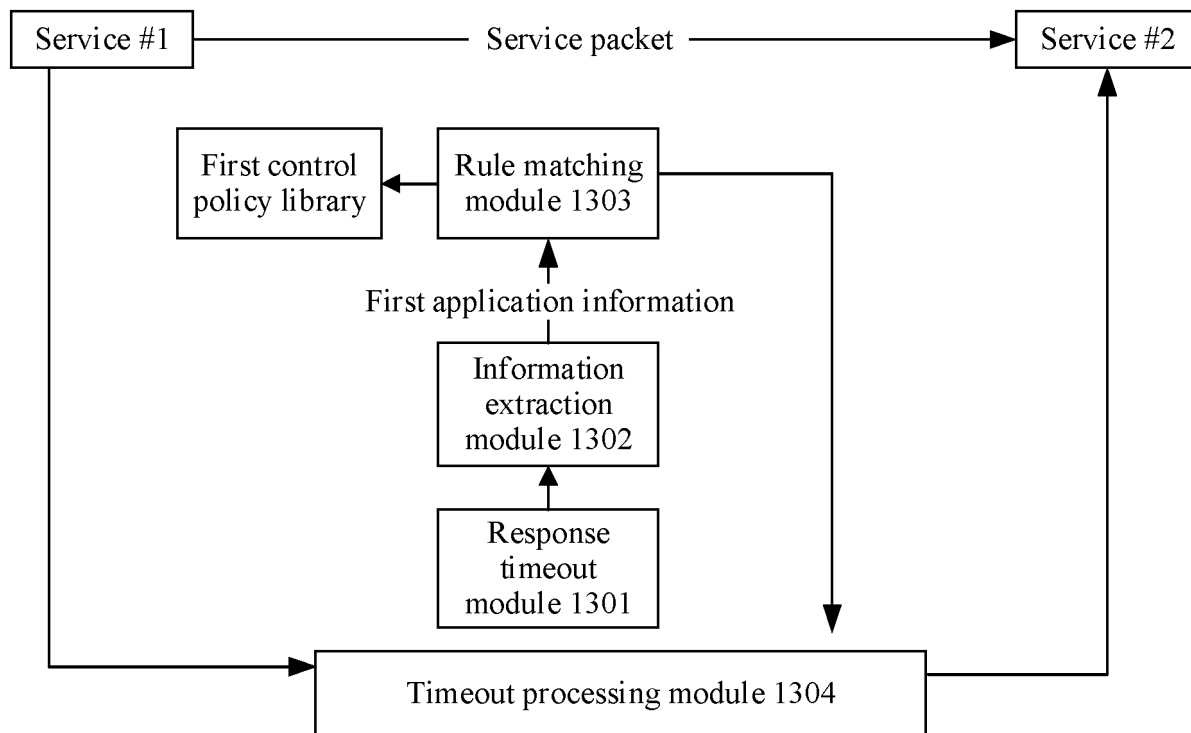 Service #1
Service packet
Service #2
First control
policy library
Rule matching
module 1303
First application information
Information
extraction
module 1302
Response
timeout
module 1301
Timeout processing module 1304